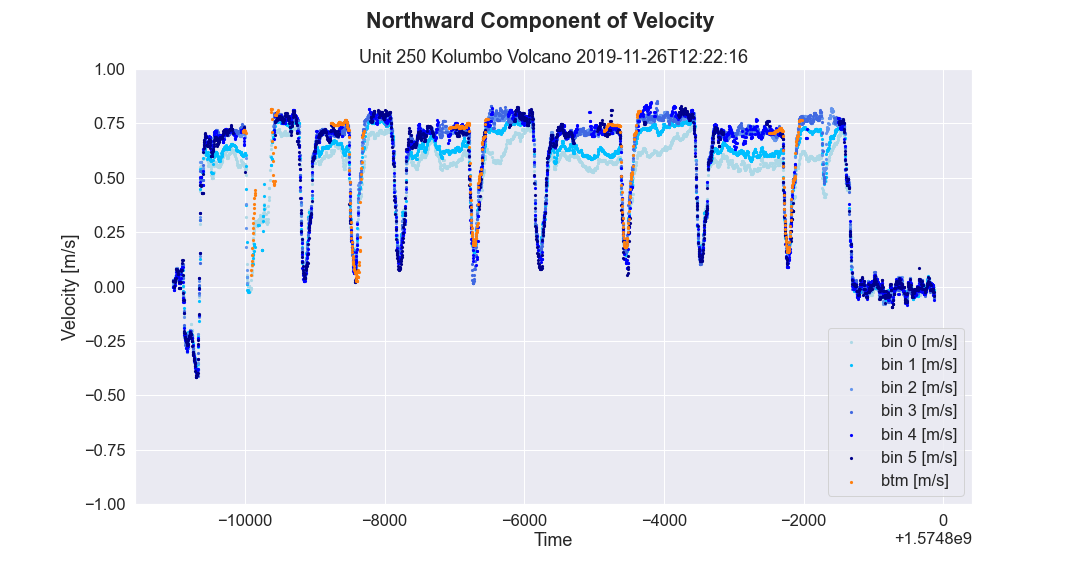 Northward Component of Velocity
Unit 250 Kolumbo Volcano 2019-11-26T12:22:16
1.00
0.75
0.50
0.25
0.00
−0.25
−0.50
−0.75
−1.00
Velocity [m/s]
bin 0 [m/s]
bin 1 [m/s]
bin 2 [m/s]
bin 3 [m/s]
bin 4 [m/s]
bin 5 [m/s]
btm [m/s]
−10000 −8000 −6000 −4000 −2000 0
Time
+1.5748e9